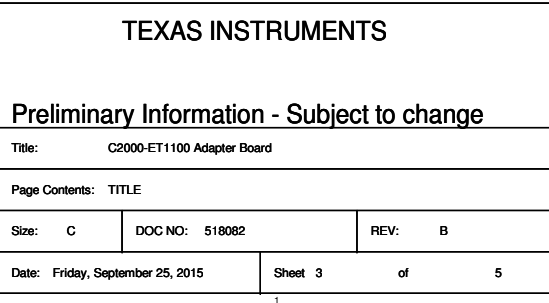 TEXAS INSTRUMENTS
Preliminary Information - Subject to change
Title: C2000-ET1100 Adapter Board
Page Contents: TITLE
Size: C DOC NO: 518082 REV: B
Date: Friday, September 25, 2015 Sheet 3 of 5
1